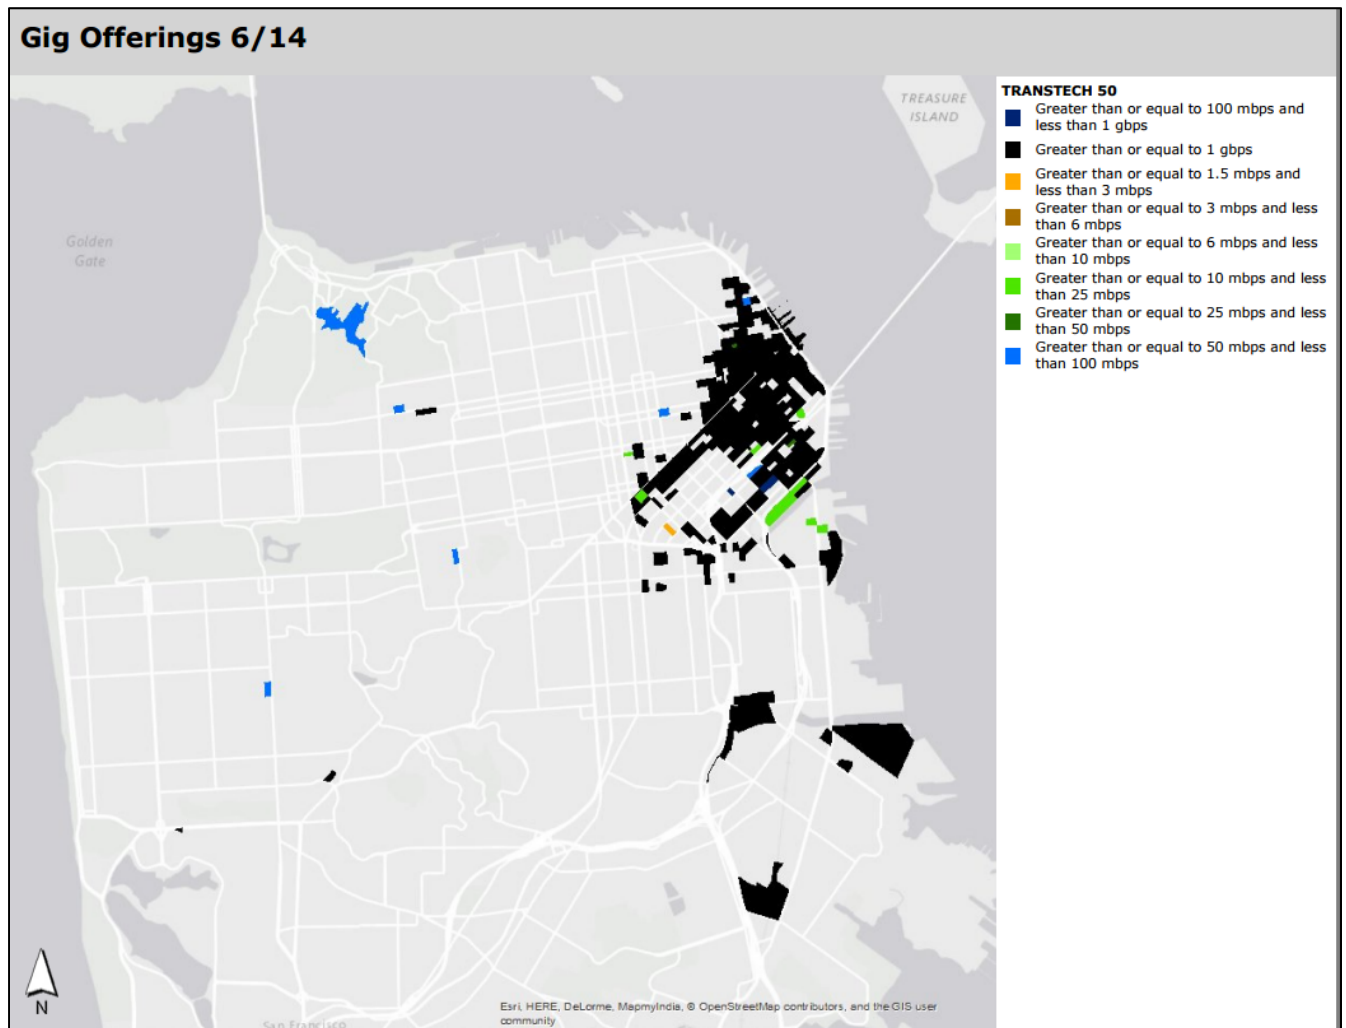 Gig Offerings 6/14
TREASURE
ISLAND
Golden
Gate
TRANSTECH 50
Greater than or equal to 100 mbps and
less than 1 gbps
Greater than or equal to 1 gbps
Greater than or equal to 1.5 mbps and
less than 3 mbps
Greater than or equal to 3 mbps and less
than 6 mbps
Greater than or equal to 6 mbps and less
than 10 mbps
Greater than or equal to 10 mbps and less
than 25 mbps
Greater than or equal to 25 mbps and less
than 50 mbps
Greater than or equal to 50 mbps and less
than 100 mbps
N
San Francisco
Esri, HERE, DeLorme, MapmyIndia, © OpenStreetMap contributors, and the GIS user
community